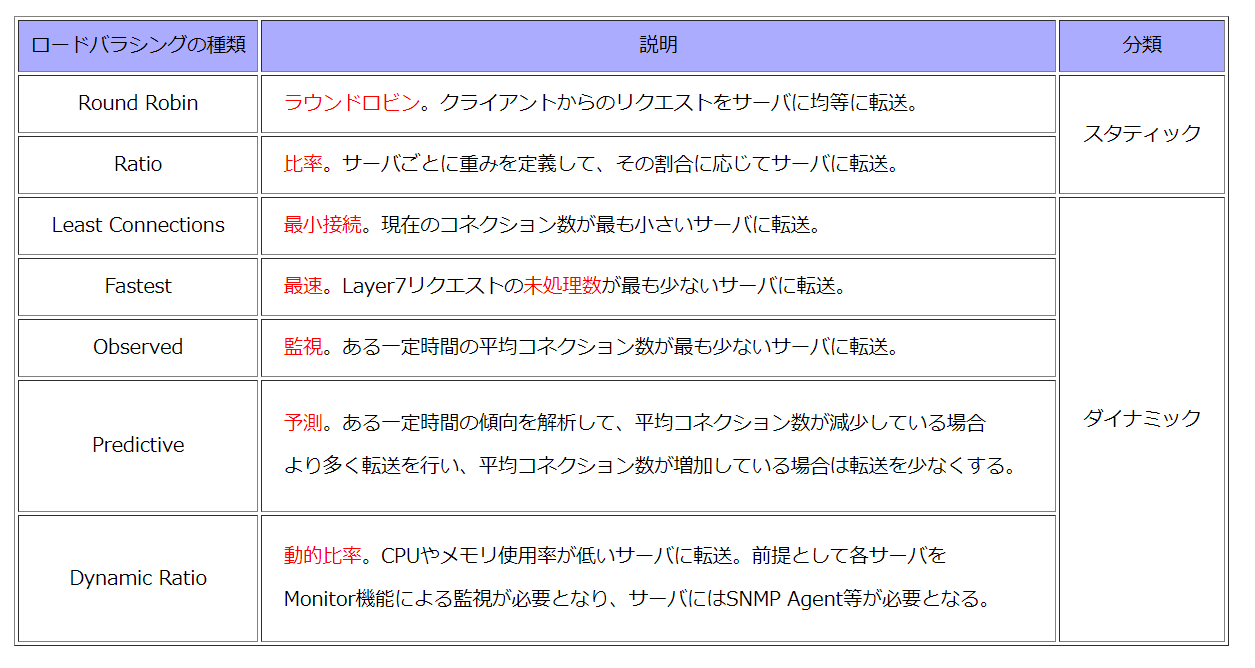 ロードバラシングの種類
説明
分類
Round Robin
ラウンドロビン。クライアントからのリクエストをサーバに均等に転送。
スタティック
Ratio
比率。サーバごとに重みを定義して、その割合に応じてサーバに転送。
Least Connections
最小接続。現在のコネクション数が最も小さいサーバに転送。
ダイナミック
Fastest
最速。Layer7リクエストの未処理数が最も少ないサーバに転送。
Observed
監視。ある一定時間の平均コネクション数が最も少ないサーバに転送。
Predictive
予測。ある一定時間の傾向を解析して、平均コネクション数が減少している場合
より多く転送を行い、平均コネクション数が増加している場合は転送を少なくする。
Dynamic Ratio
動的比率。CPUやメモリ使用率が低いサーバに転送。前提として各サーバを
Monitor機能による監視が必要となり、サーバにはSNMP Agent等が必要となる。